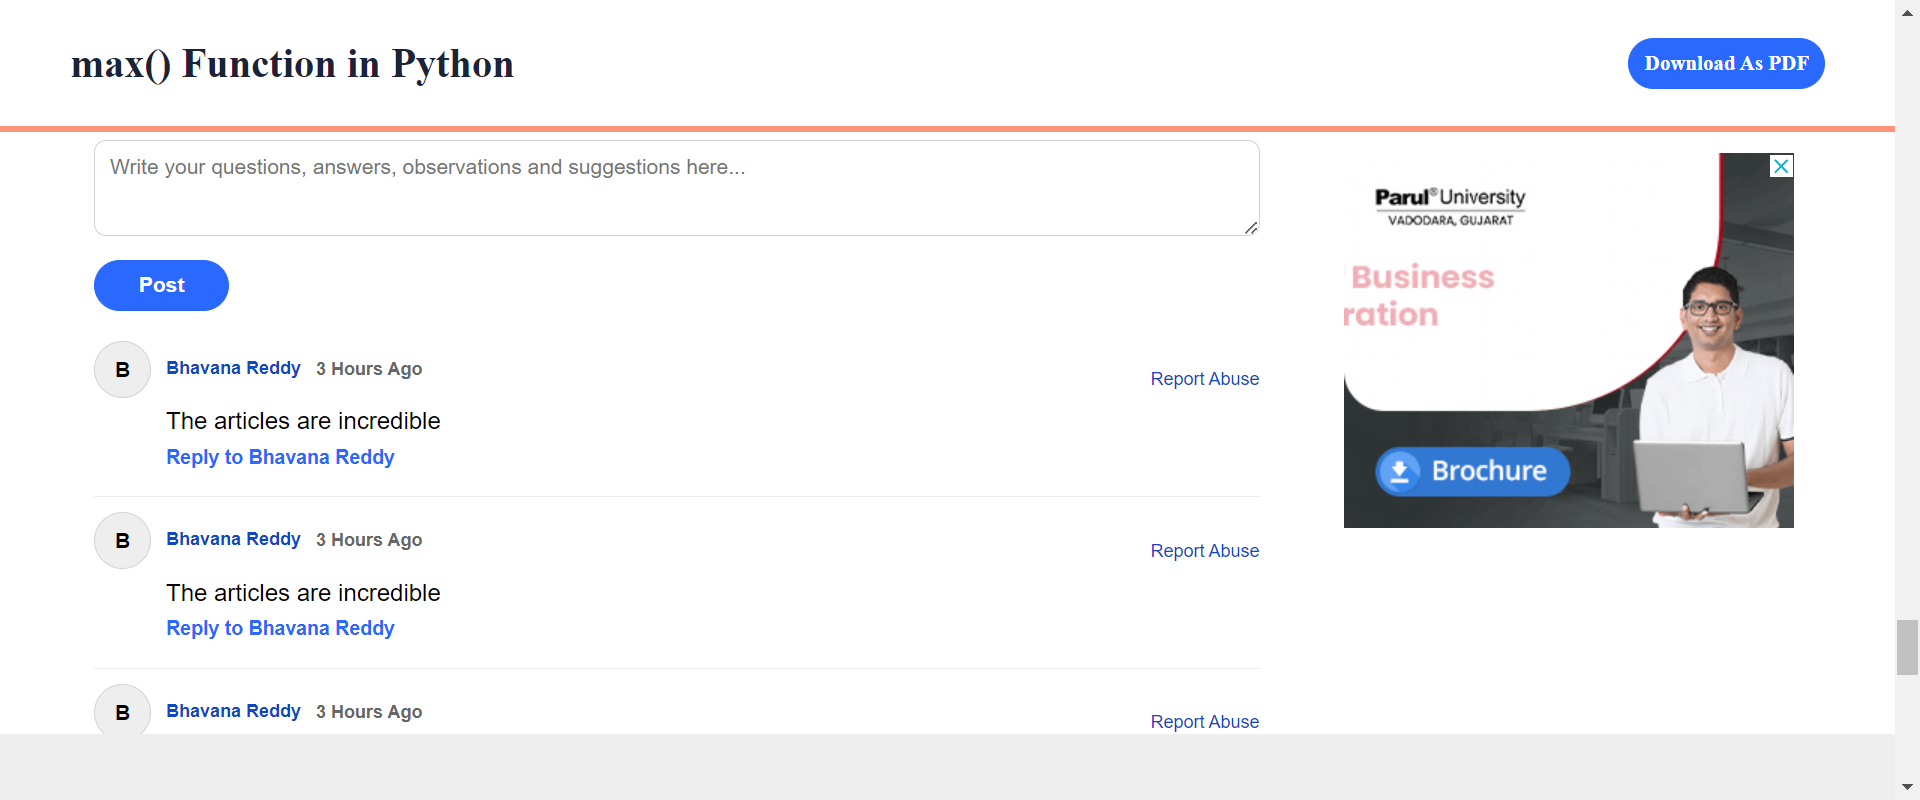 max() Function in Python
Download As PDF
Write your questions, answers, observations and suggestions here...
Post
B
Bhavana Reddy 3 Hours Ago
Report Abuse
The articles are incredible
Reply to Bhavana Reddy
B
Bhavana Reddy 3 Hours Ago
Report Abuse
The articles are incredible
Reply to Bhavana Reddy
B
Bhavana Reddy 3 Hours Ago
Report Abuse
Parul® University
VADODARA, GUJARAT
Business
ration
Brochure